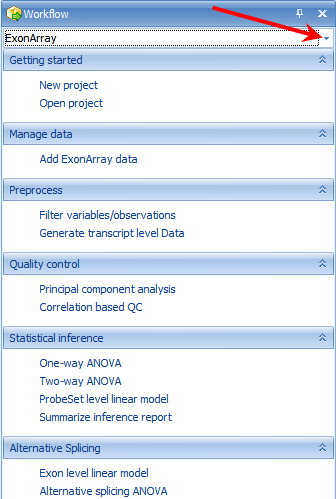 Workflow
ExonArray
Getting started
New project
Open project
Manage data
Add ExonArray data
Preprocess
Filter variables/observations
Generate transcript level Data
Quality control
Principal component analysis
Correlation based QC
Statistical inference
One-way ANOVA
Two-way ANOVA
ProbeSet level linear model
Summarize inference report
Alternative Splicing
Exon level linear model
Alternative splicing ANOVA